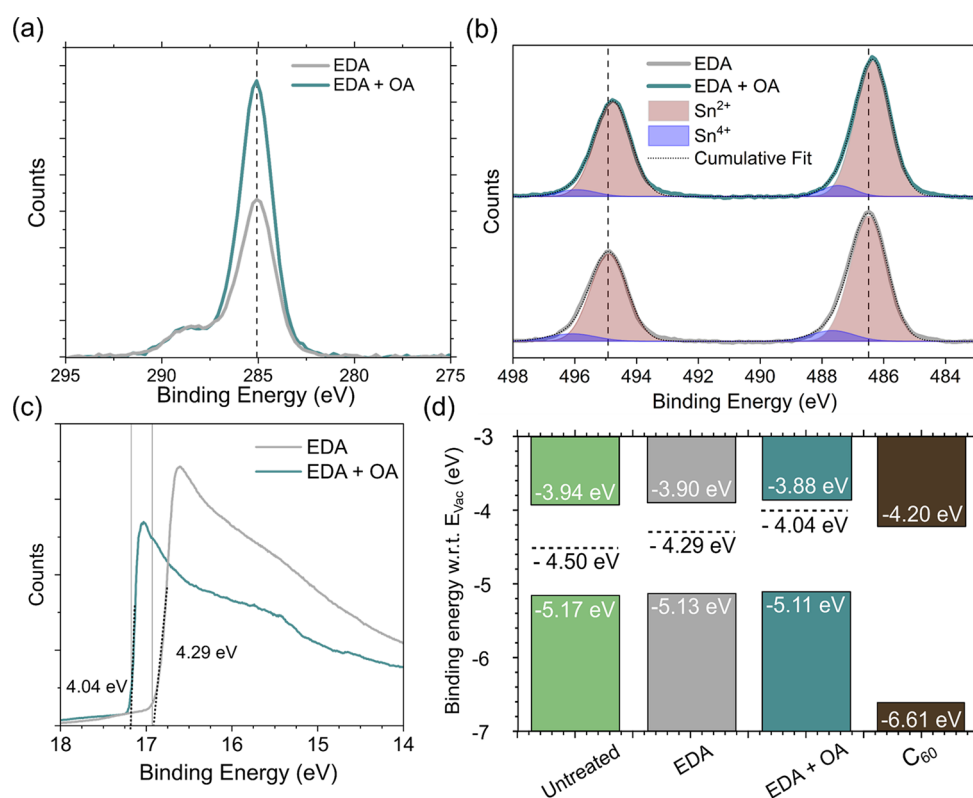 (a)
EDA
EDA + OA
Counts
295
290
285
280
275
Binding Energy (eV)
(b)
EDA
EDA + OA
Sn2+
Sn4+
Cumulative Fit
Counts
498
496
494
492
490
488
486
484
Binding Energy (eV)
(c)
EDA
EDA + OA
Counts
4.04 eV
4.29 eV
18
17
16
15
14
Binding Energy (eV)
(d)
Binding energy w.r.t. EVac (eV)
-3
-4
-5
-6
-7
-3.94 eV
-3.90 eV
-3.88 eV
-4.20 eV
- 4.50 eV
- 4.29 eV
- 4.04 eV
-5.17 eV
-5.13 eV
-5.11 eV
-6.61 eV
Untreated
EDA
EDA + OA
C60